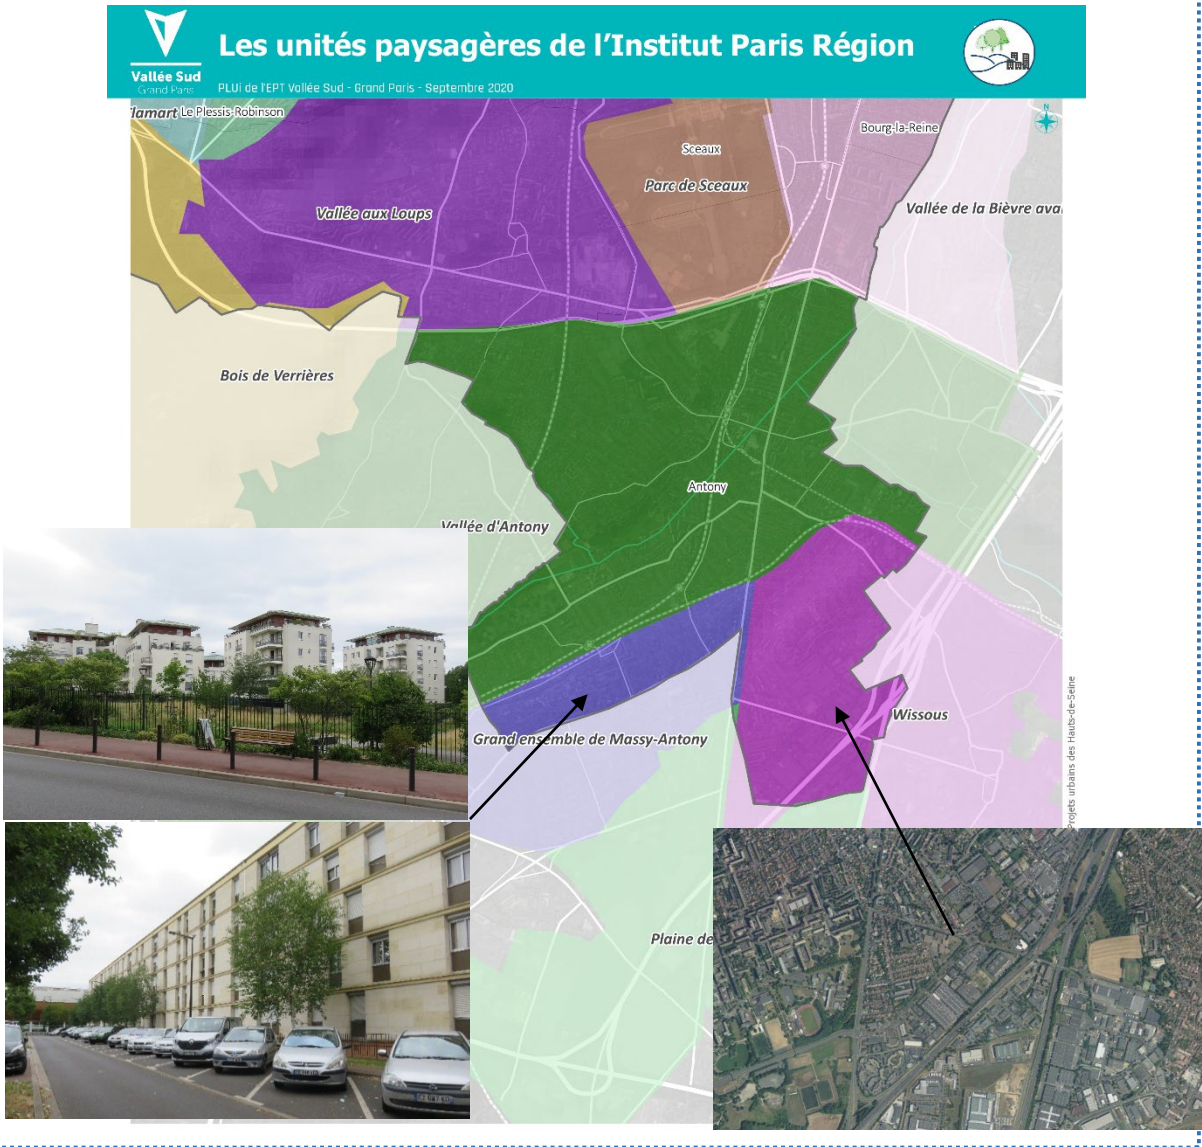 Les unités paysagères de l'Institut Paris Région
Vallée Sud
Grand Paris
PLUi de l'EPT Vallée Sud - Grand Paris - Septembre 2020
lamart
Le Plessis-Robinson
Bourg-la-Reine
N
Sceaux
Parc de Sceaux
Vallée aux Loups
Vallée de la Bièvre ava
Bois de Verrières
Antony
Vallée d'Antony
Wissous
Grand ensemble de Massy-Antony
Projets urbains des Hauts-de-Seine
Plaine de